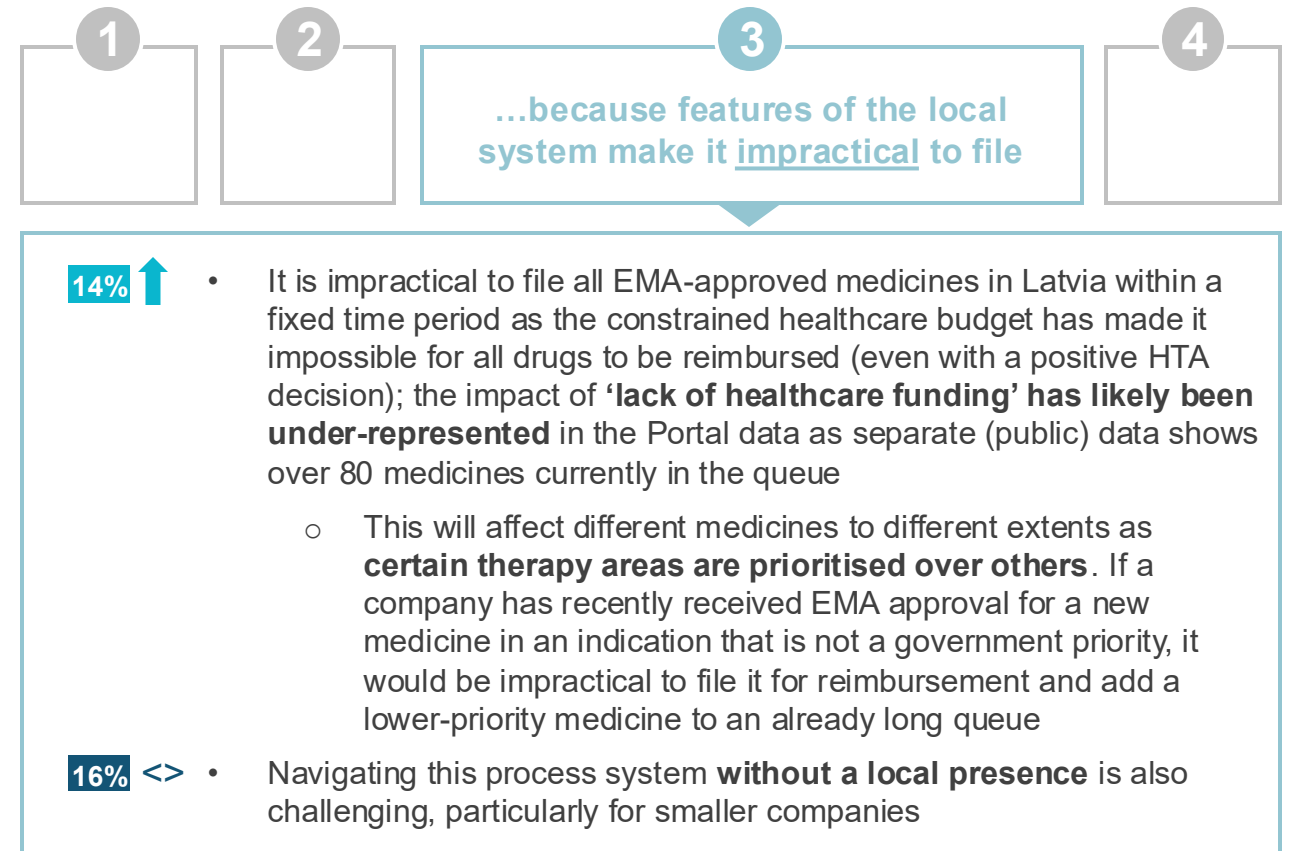 1
2
3
4
…because features of the local
system make it impractical to file
14%
• It is impractical to file all EMA-approved medicines in Latvia within a
fixed time period as the constrained healthcare budget has made it
impossible for all drugs to be reimbursed (even with a positive HTA
decision); the impact of ‘lack of healthcare funding’ has likely been
under-represented in the Portal data as separate (public) data shows
over 80 medicines currently in the queue
o This will affect different medicines to different extents as
certain therapy areas are prioritised over others. If a
company has recently received EMA approval for a new
medicine in an indication that is not a government priority, it
would be impractical to file it for reimbursement and add a
lower-priority medicine to an already long queue
16% <> • Navigating this process system without a local presence is also
challenging, particularly for smaller companies